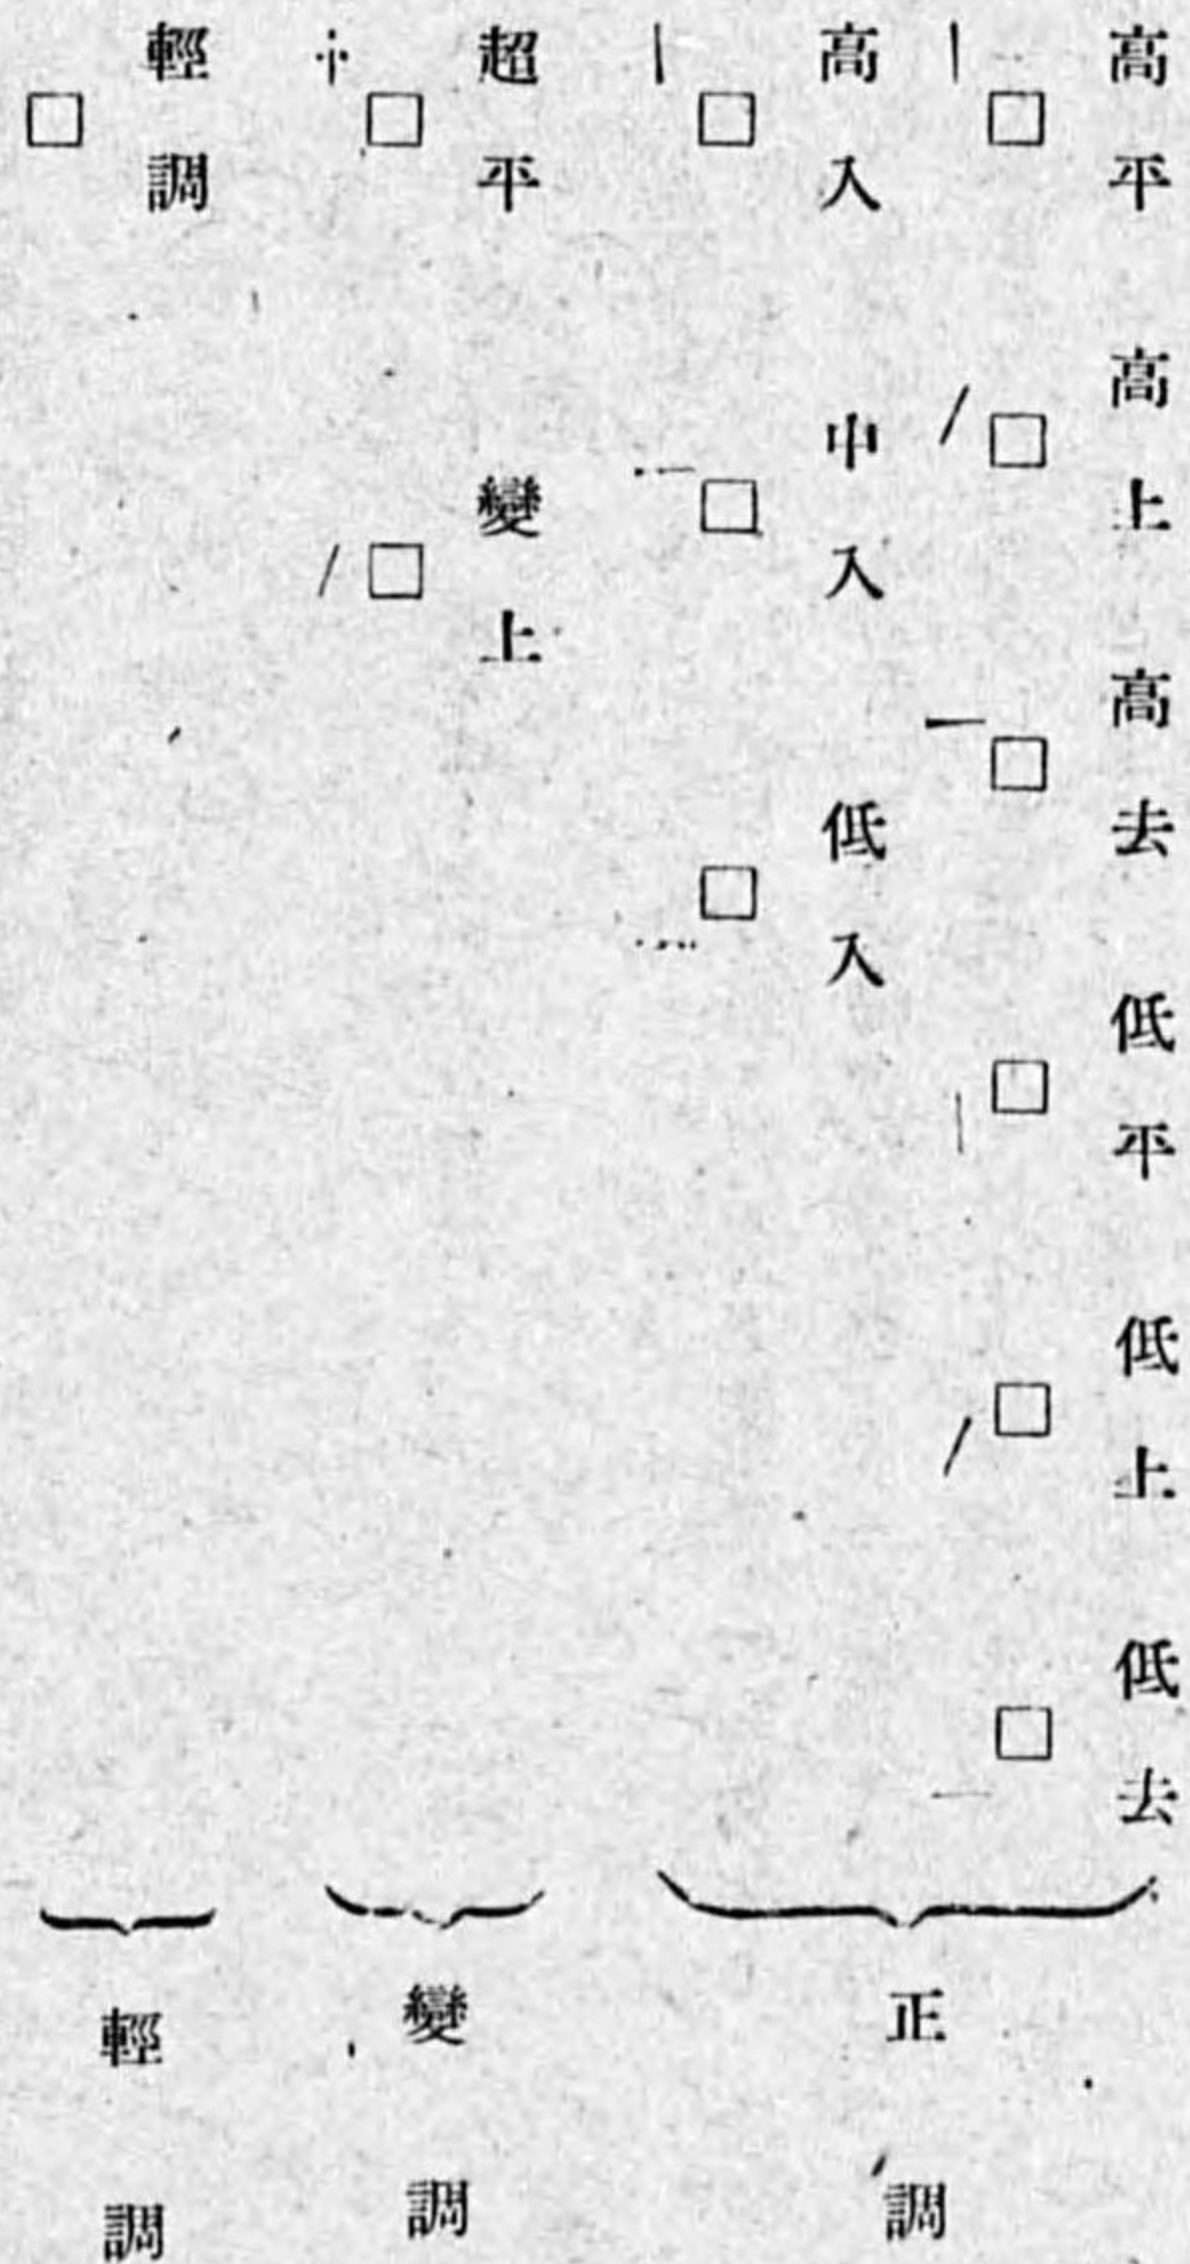 高平 高上 高去 低平 低上 低去
□ □ □ □ □ □
高入 中入 低入
□ □ □
正調
超平 變上
□ □
變調
輕調
□
輕調